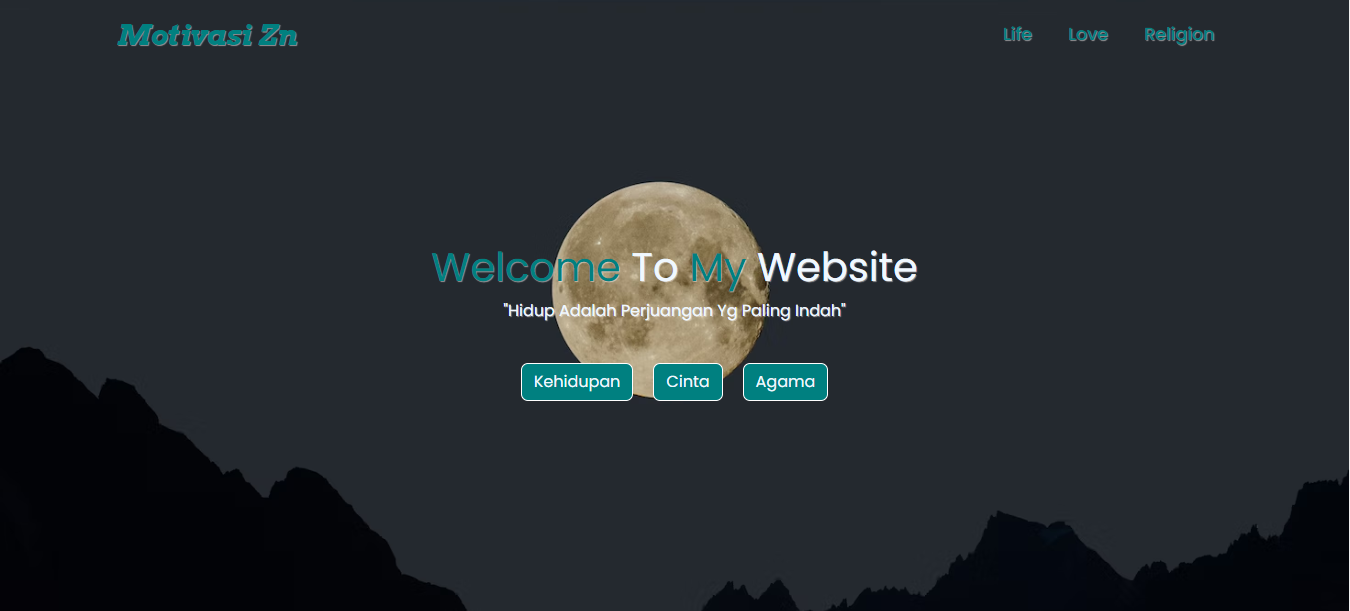 Motivasi Zn
Life Love Religion
Welcome To My Website
"Hidup Adalah Perjuangan Yg Paling Indah"
Kehidupan Cinta Agama